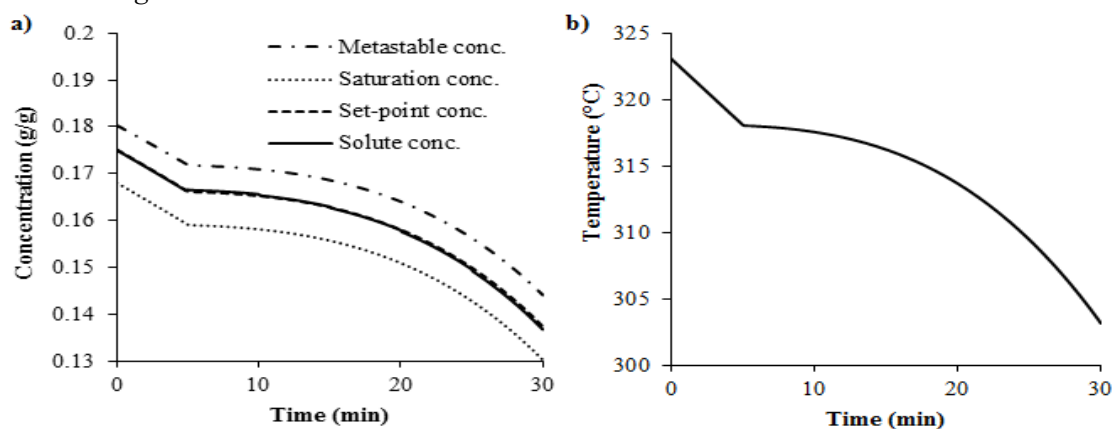 a)
0.2
0.19
0.18
0.17
0.16
0.15
0.14
0.13
Concentration (g/g)
Metastable conc.
Saturation conc.
Set-point conc.
Solute conc.
0 10 20 30
Time (min)
b)
325
320
315
310
305
300
Temperature (°C)
0 10 20 30
Time (min)